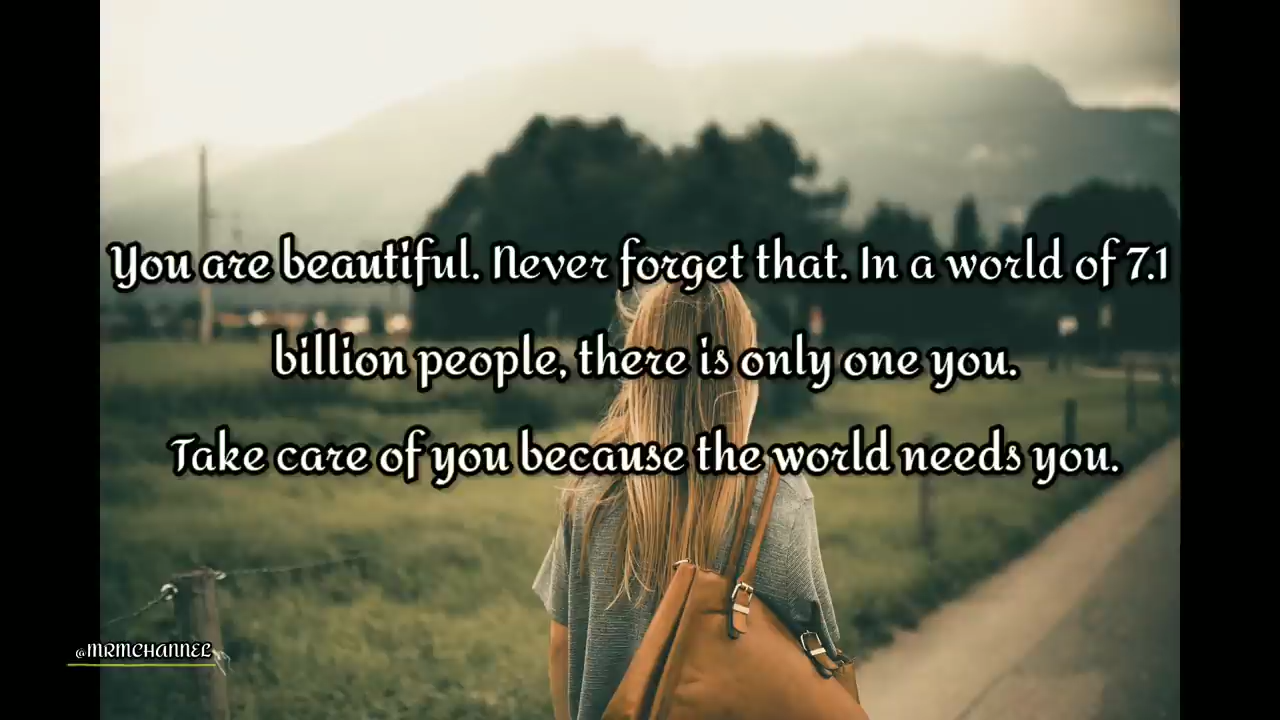 You are beautiful. Never forget that. In a world of 7.1
billion people, there is only one you.
Take care of you because the world needs you.
@MRMCHANNEL